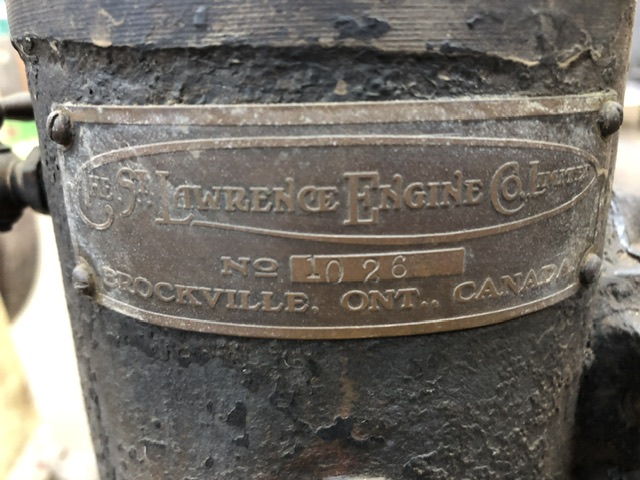 The St. Lawrence Engine Co. Limited
No 1026
BROCKVILLE, ONT., CANADA